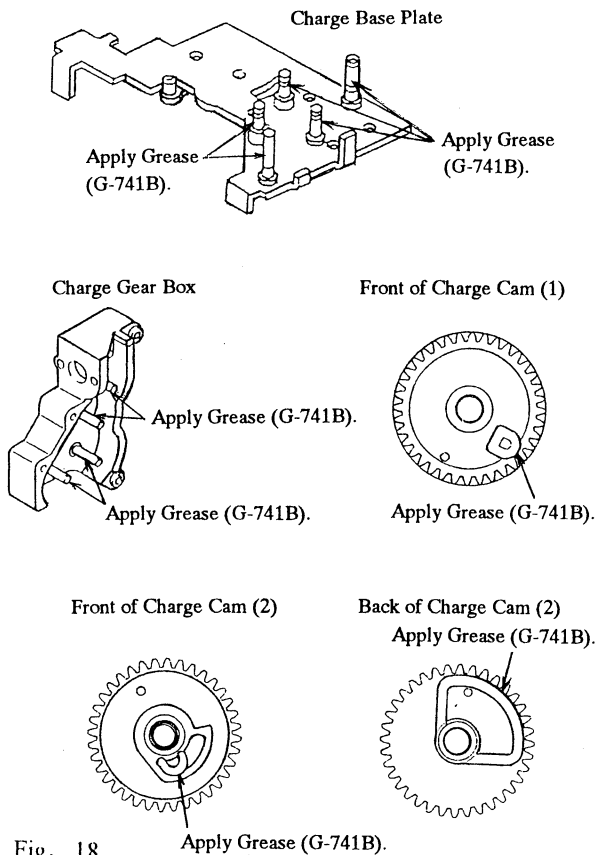 Charge Base Plate
Apply Grease
(G-741B).
Apply Grease
(G-741B).
Charge Gear Box
Front of Charge Cam (1)
Apply Grease (G-741B).
Apply Grease (G-741B).
Apply Grease (G-741B).
Front of Charge Cam (2)
Back of Charge Cam (2)
Apply Grease (G-741B).
Apply Grease (G-741B).
Fig. 18